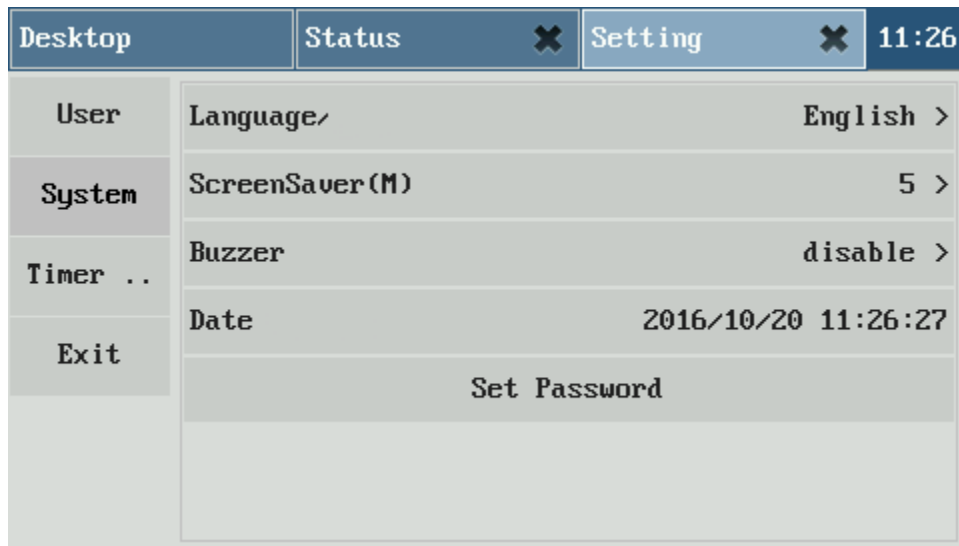 Desktop Status Setting 11:26
User
System
Timer ..
Exit
Language/ English >
ScreenSaver(M) 5 >
Buzzer disable >
Date 2016/10/20 11:26:27
Set Password